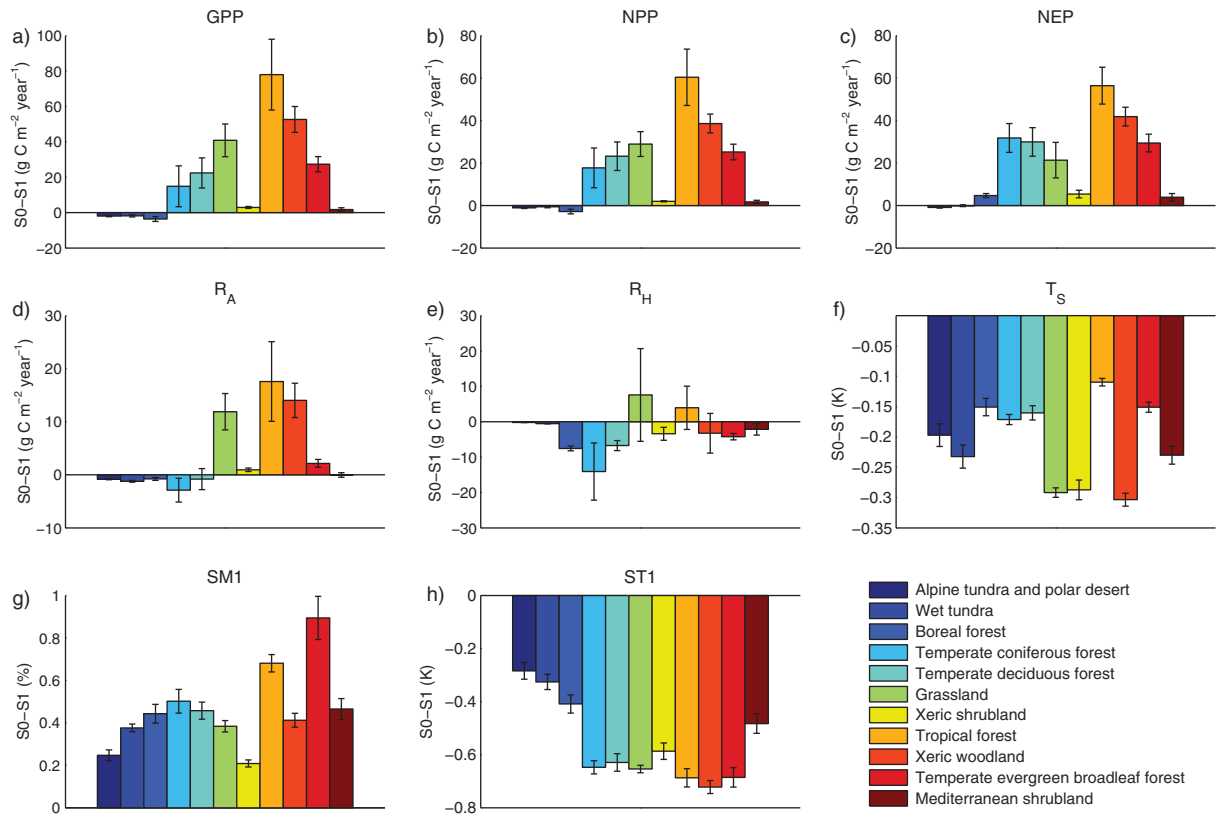 GPP
a)
S0–S1 (g C m⁻² year⁻¹)
100
80
60
40
20
0
−20
NPP
b)
S0–S1 (g C m⁻² year⁻¹)
80
60
40
20
0
−20
NEP
c)
S0–S1 (g C m⁻² year⁻¹)
80
60
40
20
0
−20
R_A
d)
S0–S1 (g C m⁻² year⁻¹)
30
20
10
0
−10
R_H
e)
S0–S1 (g C m⁻² year⁻¹)
30
20
10
0
−10
−20
−30
T_S
f)
S0–S1 (K)
−0.05
−0.1
−0.15
−0.2
−0.25
−0.3
−0.35
SM1
g)
S0–S1 (%)
1
0.8
0.6
0.4
0.2
0
ST1
h)
S0–S1 (K)
0
−0.2
−0.4
−0.6
−0.8
Alpine tundra and polar desert
Wet tundra
Boreal forest
Temperate coniferous forest
Temperate deciduous forest
Grassland
Xeric shrubland
Tropical forest
Xeric woodland
Temperate evergreen broadleaf forest
Mediterranean shrubland